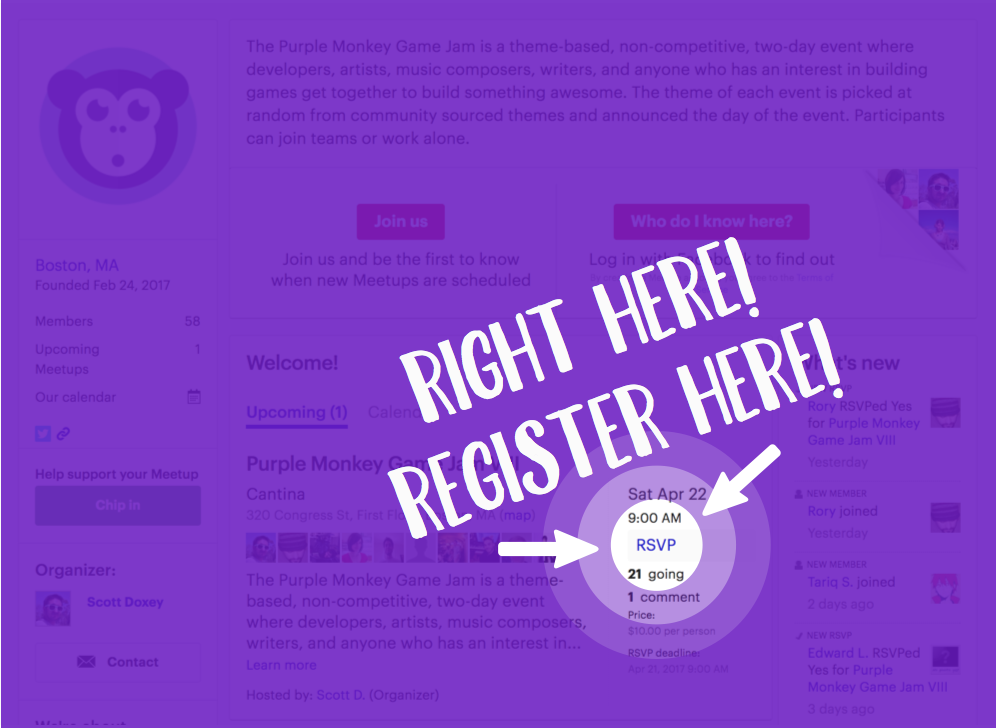 The Purple Monkey Game Jam is a theme-based, non-competitive, two-day event where
developers, artists, music composers, writers, and anyone who has an interest in building
games get together to build something awesome. The theme of each event is picked at
random from community sourced themes and announced the day of the event. Participants
can join teams or work alone.
Join us
Join us and be the first to know
when new Meetups are scheduled
Who do I know here?
Log in with to find out
Boston, MA
Founded Feb 24, 2017
Members 58
Upcoming 1
Meetups
Our calendar
Help support your Meetup
Chip in
Organizer:
Scott Doxey
Contact
RIGHT HERE!
REGISTER HERE!
Welcome!
Upcoming (1)
Purple Monkey Game Jam VIII
Cantina
320 Congress St, First MA (map)
The Purple Monkey Game Jam is a theme-
based, non-competitive, two-day event
where developers, artists, music composers,
writers, and anyone who has an interest in...
Learn more
Hosted by: Scott D. (Organizer)
Sat Apr 22
9:00 AM
RSVP
21 going
1 comment
Price:
$10.00 per person
RSVP deadline:
Apr 21, 2017 9:00 AM
new
Rory RSVPed Yes
for Purple Monkey
Game Jam VIII
Yesterday
NEW MEMBER
Rory joined
Yesterday
NEW MEMBER
Tariq S. joined
2 days ago
NEW RSVP
Edward L. RSVPed
Yes for Purple
Monkey Game Jam VIII
3 days ago